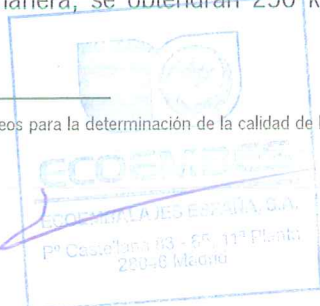 manera, se obtendrán 250 k
eos para la determinación de la calidad de l
ECOEMBES
ECOEMBALAJES ESPAÑA, S.A.
Pº Castellana 83 - 85, 11ª Planta
28046 Madrid